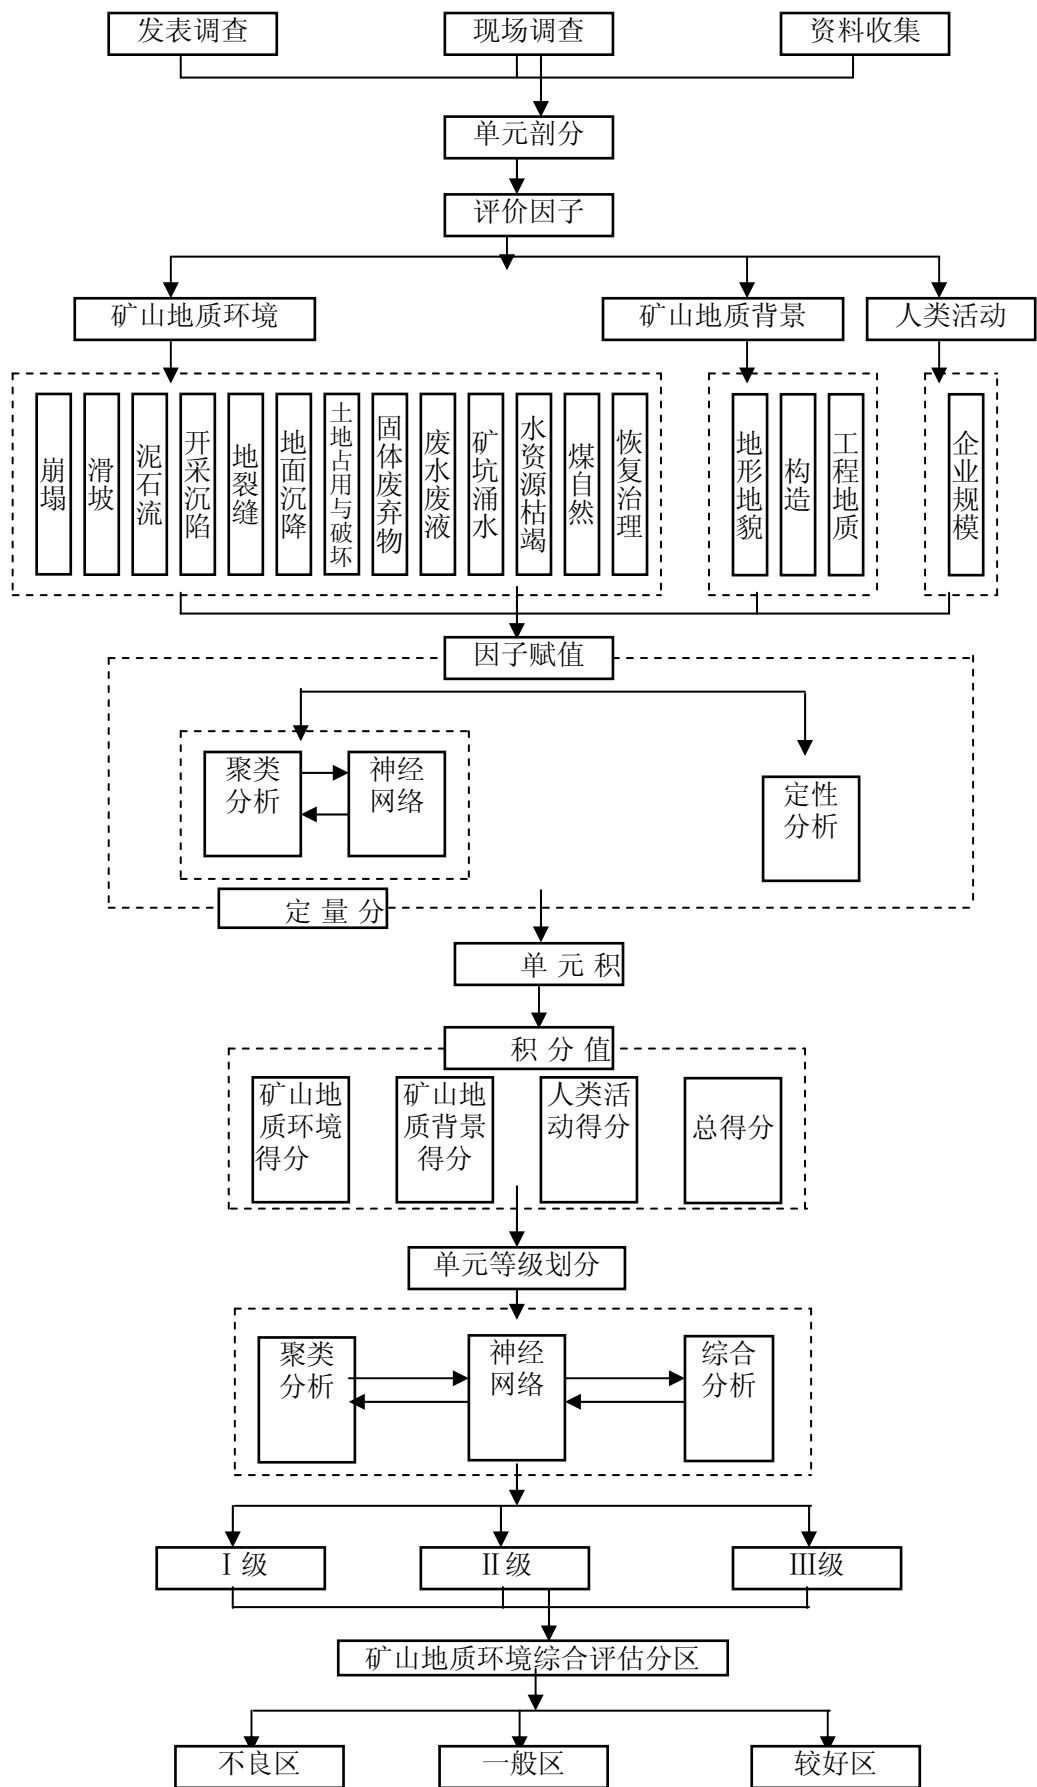 发表调查
现场调查
资料收集
单元剖分
评价因子
矿山地质环境
矿山地质背景
人类活动
崩塌
滑坡
泥石流
开采沉陷
地裂缝
地面沉降
土地占用与破坏
固体废弃物
废水废液
矿坑涌水
水资源枯竭
煤自然
恢复治理
地形地貌
构造
工程地质
企业规模
因子赋值
聚类
分析
神经
网络
定性
分析
定量分
单元积
积分值
矿山地
质环境
得分
矿山地
质背景
得分
人类活
动得分
总得分
单元等级划分
聚类
分析
神经
网络
综合
分析
Ⅰ级
Ⅱ级
Ⅲ级
矿山地质环境综合评估分区
不良区
一般区
较好区